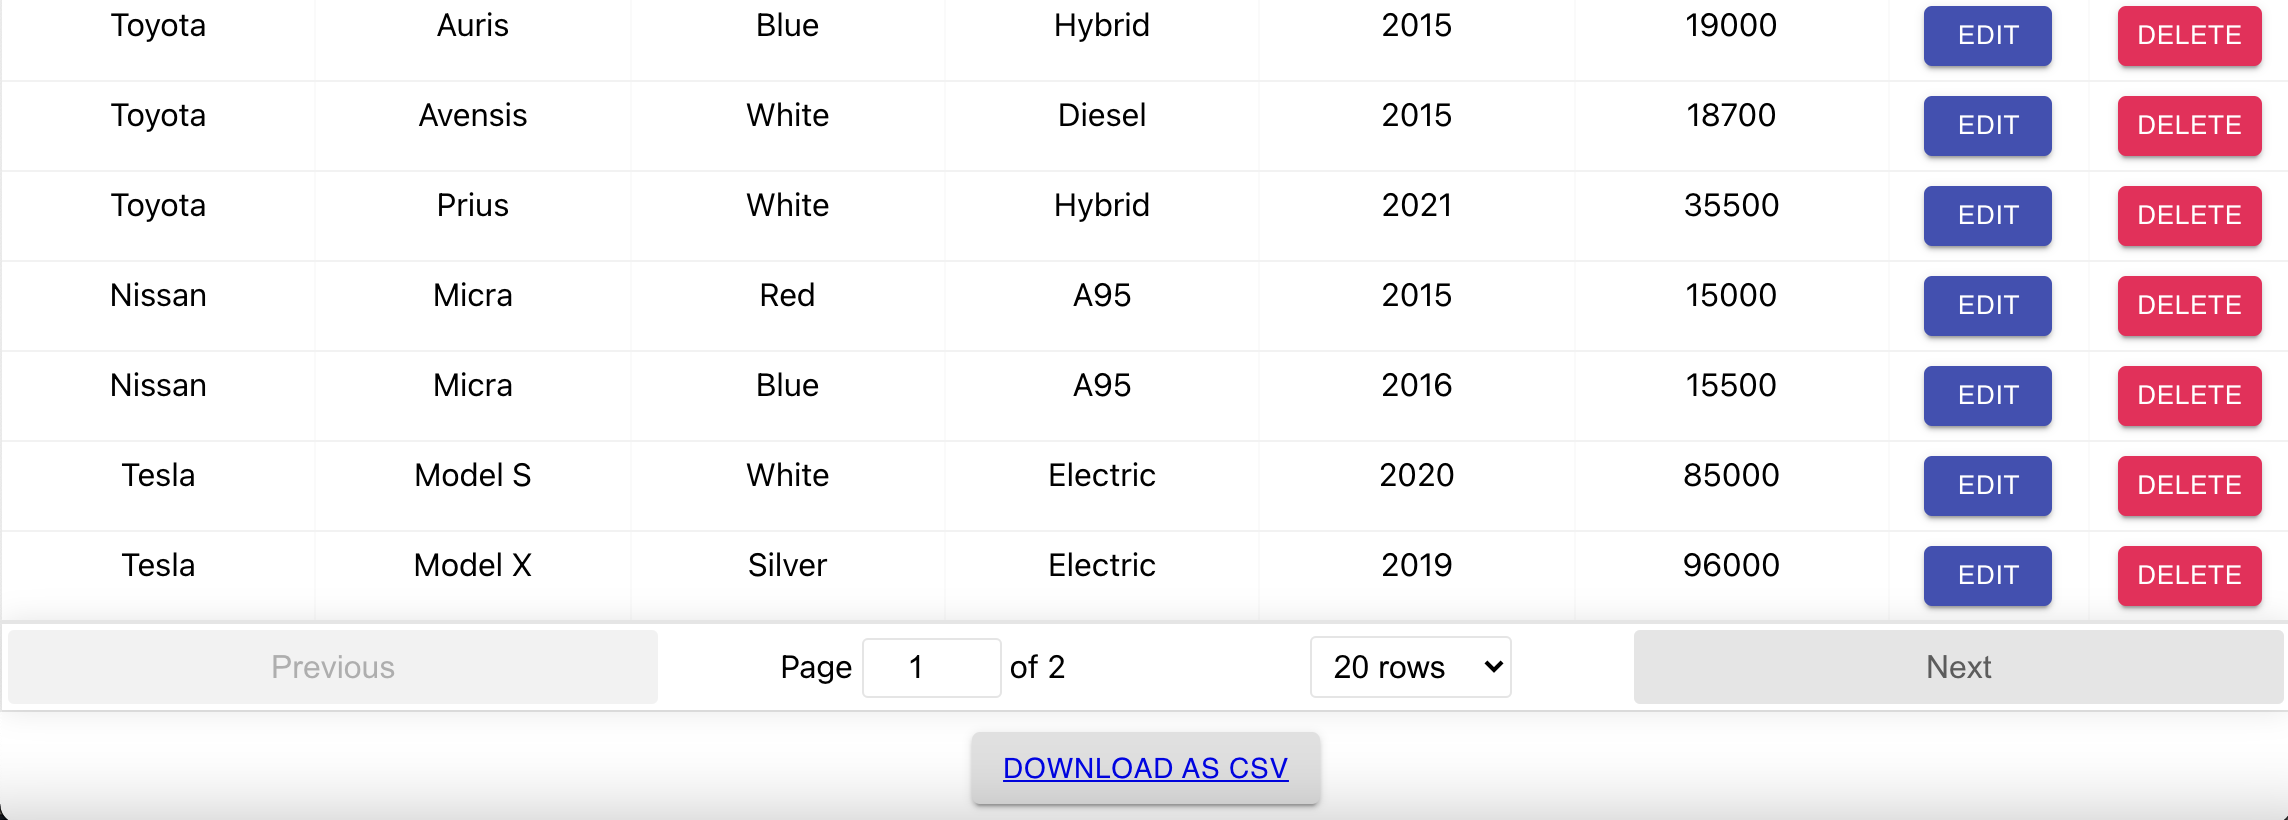 Toyota Auris Blue Hybrid 2015 19000 EDIT DELETE
Toyota Avensis White Diesel 2015 18700 EDIT DELETE
Toyota Prius White Hybrid 2021 35500 EDIT DELETE
Nissan Micra Red A95 2015 15000 EDIT DELETE
Nissan Micra Blue A95 2016 15500 EDIT DELETE
Tesla Model S White Electric 2020 85000 EDIT DELETE
Tesla Model X Silver Electric 2019 96000 EDIT DELETE
Previous Page 1 of 2 20 rows Next
DOWNLOAD AS CSV